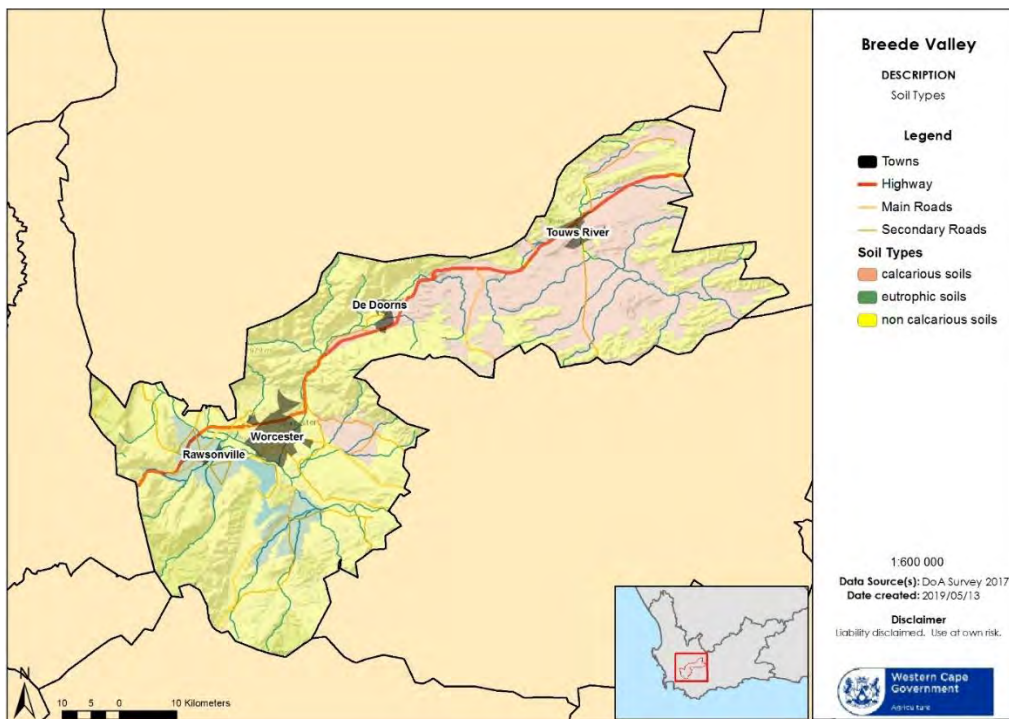 Breede Valley
DESCRIPTION
Soil Types
Legend
Towns
Highway
Main Roads
Secondary Roads
Soil Types
calcarious soils
eutrophic soils
non calcarious soils
Touws River
De Doorns
Worcester
Rawsonville
1:600 000
Data Source(s): DoA Survey 2017
Date created: 2019/05/13
Disclaimer
Liability disclaimed. Use at own risk.
N
10 5 0 10 Kilometers
Western Cape
Government
Agriculture